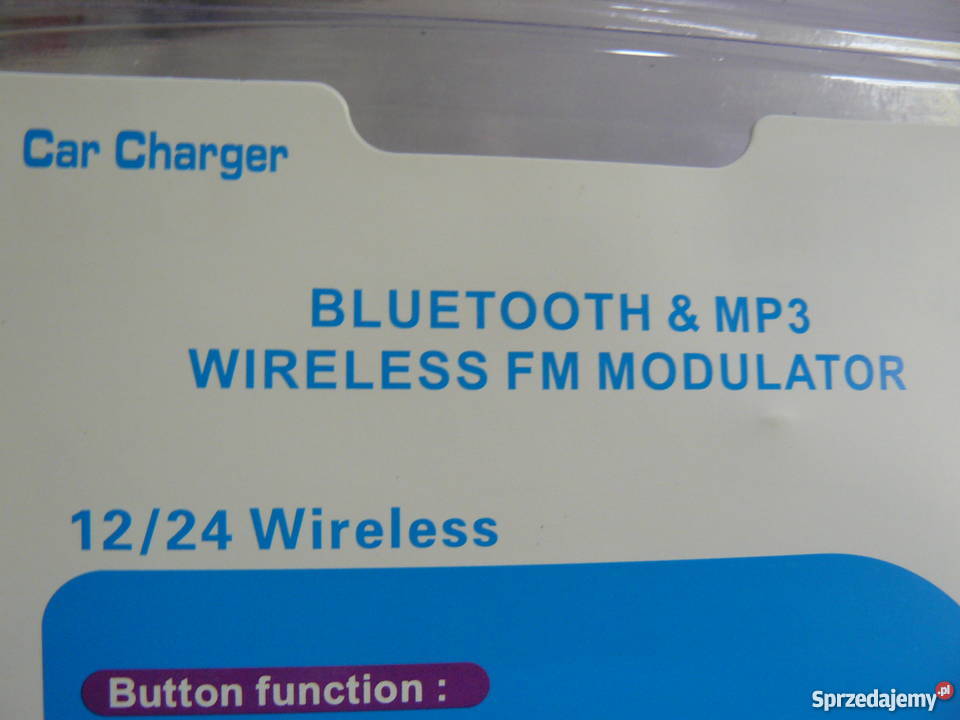 Car Charger
BLUETOOTH & MP3
WIRELESS FM MODULATOR
12/24 Wireless
Button function :
Sprzedajemy.pl